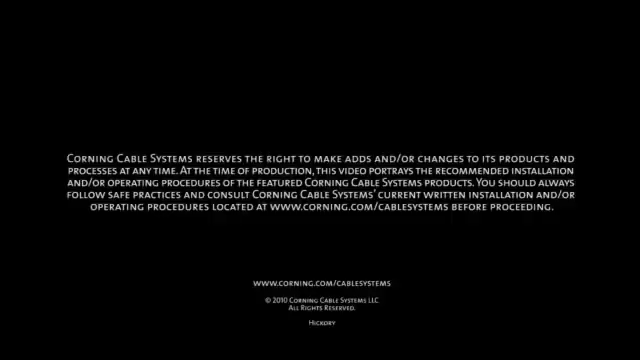 Corning Cable Systems reserves the right to make adds and/or changes to its products and
processes at any time. At the time of production, this video portrays the recommended installation
and/or operating procedures of the featured Corning Cable Systems products. You should always
follow safe practices and consult Corning Cable Systems' current written installation and/or
operating procedures located at www.corning.com/cablesystems before proceeding.
www.corning.com/cablesystems
© 2010 Corning Cable Systems LLC
All Rights Reserved.
Hickory